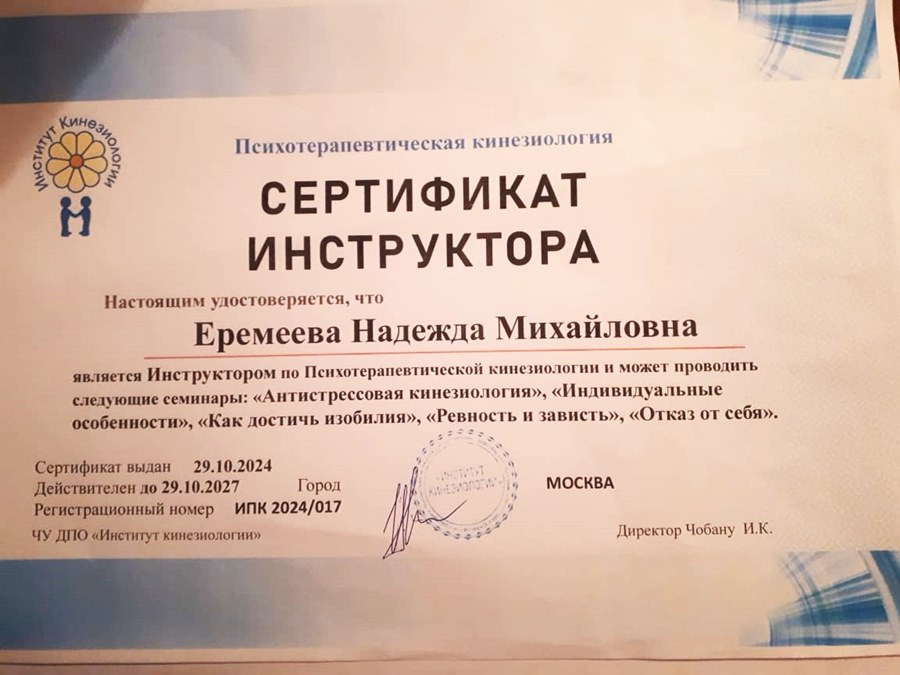 Институт Кинезиологии
Психотерапевтическая кинезиология
СЕРТИФИКАТ
ИНСТРУКТОРА
Настоящим удостоверяется, что
Еремеева Надежда Михайловна
является Инструктором по Психотерапевтической кинезиологии и может проводить
следующие семинары: «Антистрессовая кинезиология», «Индивидуальные
особенности», «Как достичь изобилия», «Ревность и зависть», «Отказ от себя».
Сертификат выдан 29.10.2024
Действителен до 29.10.2027 Город МОСКВА
Регистрационный номер ИПК 2024/017
«ИНСТИТУТ
КИНЕЗИОЛОГИИ»
ЧУ ДПО «Институт кинезиологии» Директор Чобану И.К.